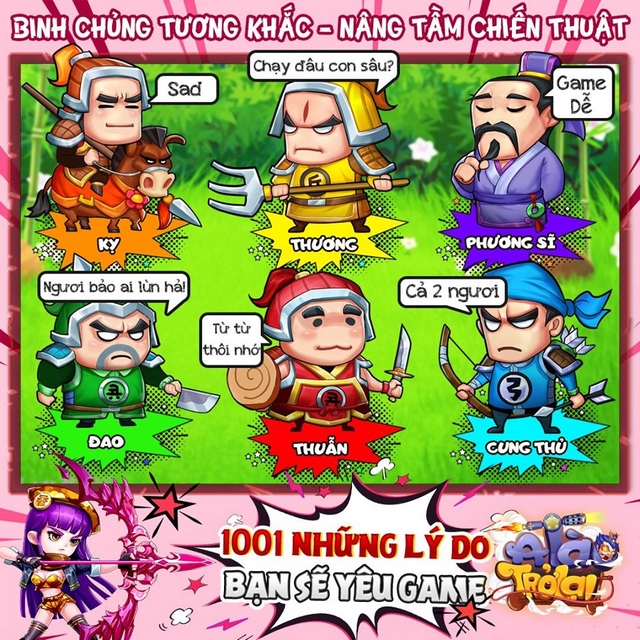 BINH CHỦNG TƯƠNG KHẮC - NÂNG TẦM CHIẾN THUẬT
Sad
Chạy đâu con sâu?
Game
Dễ
KỴ
THƯƠNG
PHƯƠNG SĨ
Ngươi bảo ai lùn hả!
Từ từ
thôi nhớ
Cả 2 ngươi
ĐAO
THUẪN
CUNG THỦ
1001 NHỮNG LÝ DO
BẠN SẼ YÊU GAME
TRỞ LẠI